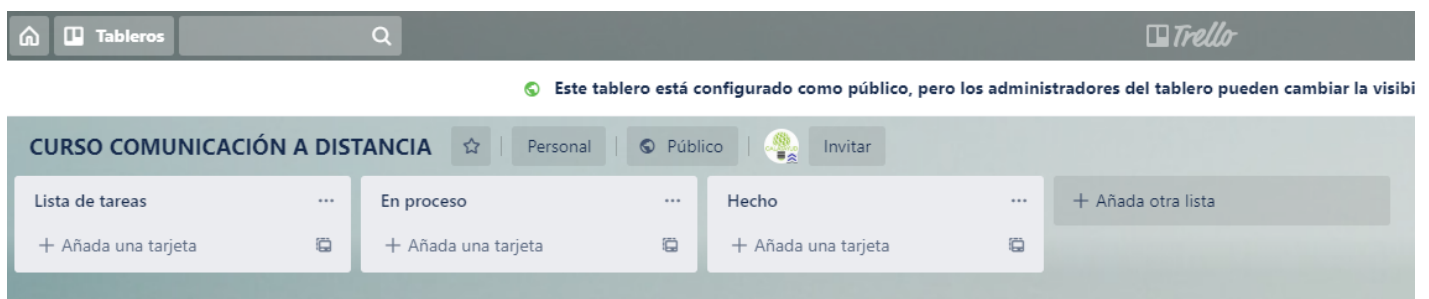 Tableros
Trello
Este tablero está configurado como público, pero los administradores del tablero pueden cambiar la visibi
CURSO COMUNICACIÓN A DISTANCIA Personal Público Invitar
Lista de tareas ... En proceso ... Hecho ... + Añada otra lista
+ Añada una tarjeta + Añada una tarjeta + Añada una tarjeta